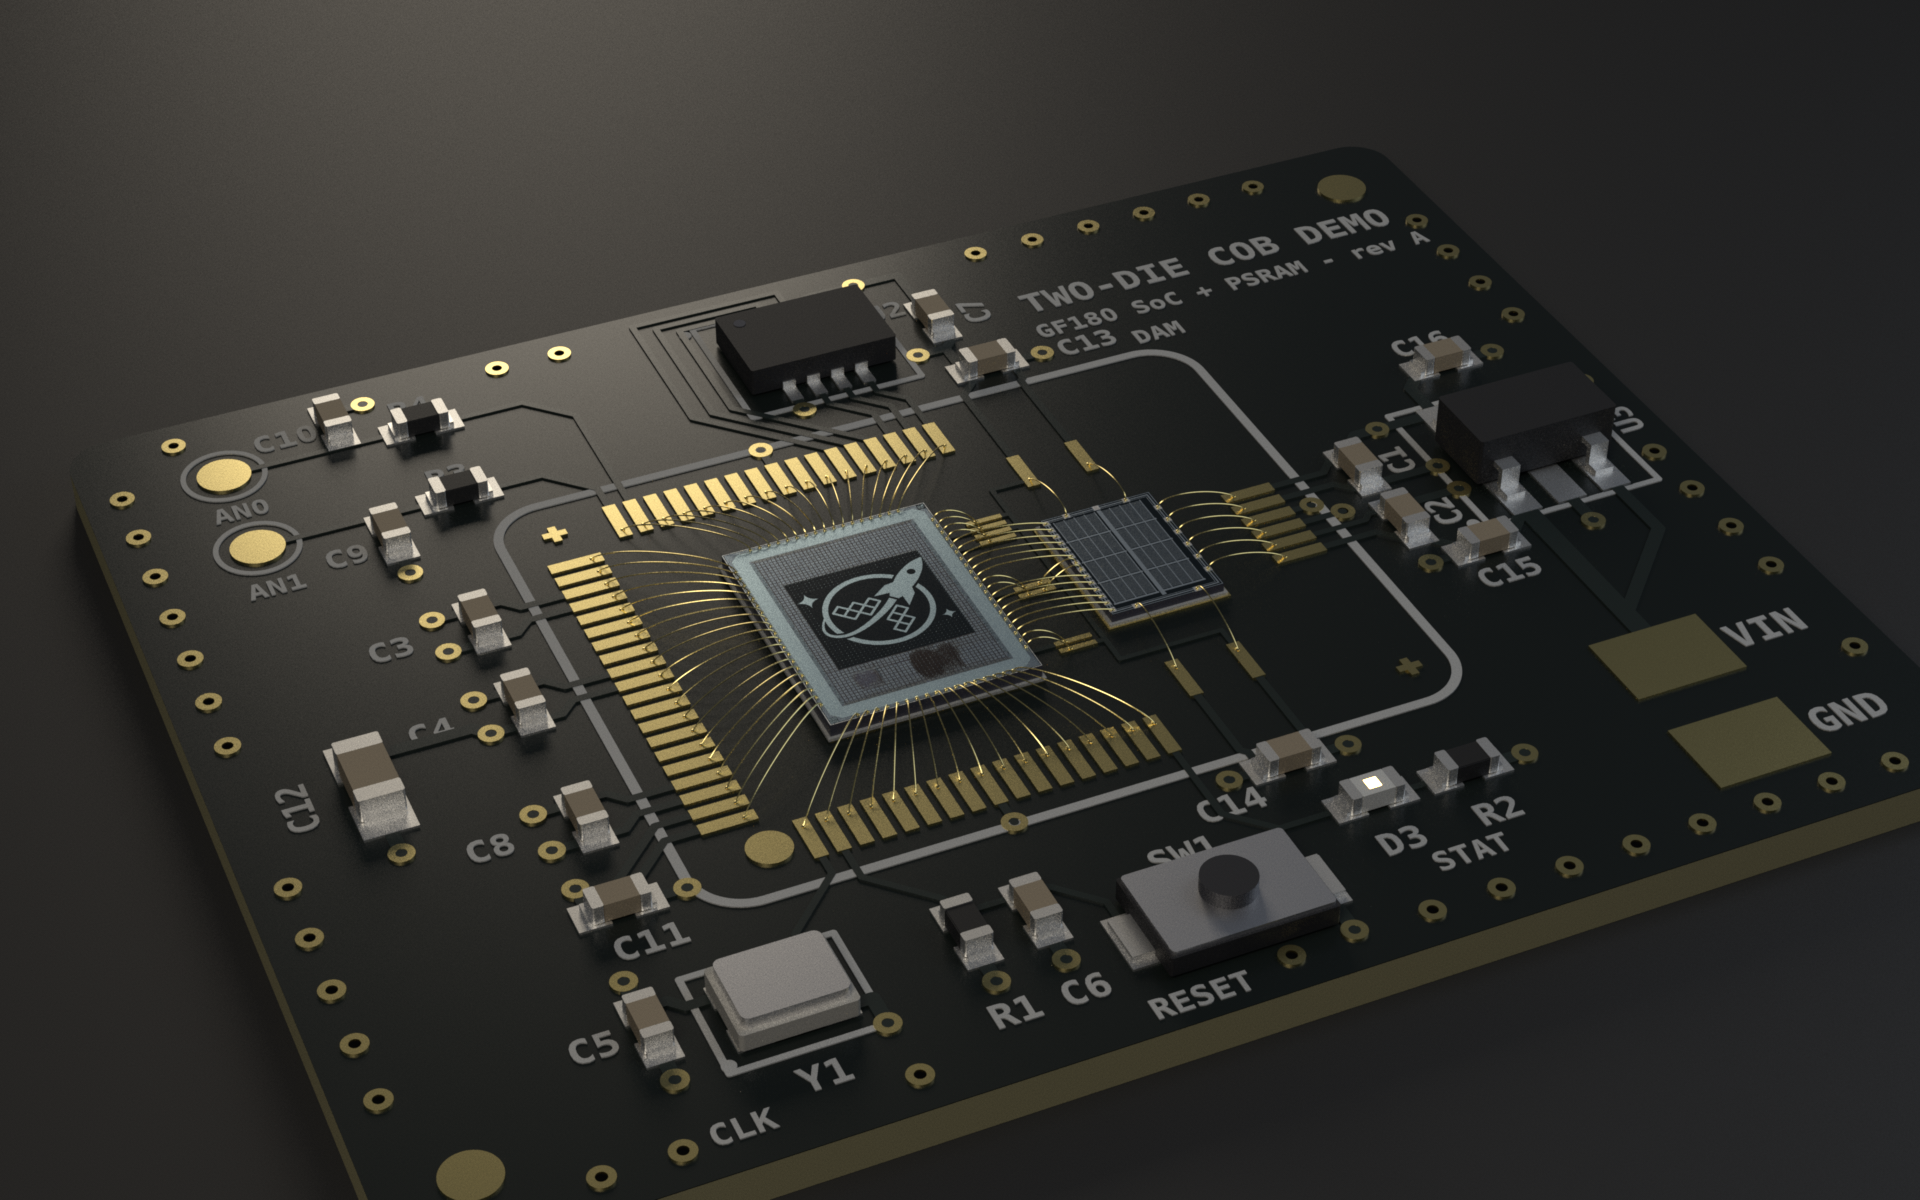 TWO-DIE COB DEMO
GF180 SoC + PSRAM - rev A
C13 DAM
C7
C16
C10
AN0
AN1
C9
C1
C2
C15
C3
C4
VIN
GND
C12
C8
C14
R2
D3
STAT
SW1
C11
R1
C6
RESET
C5
Y1
CLK